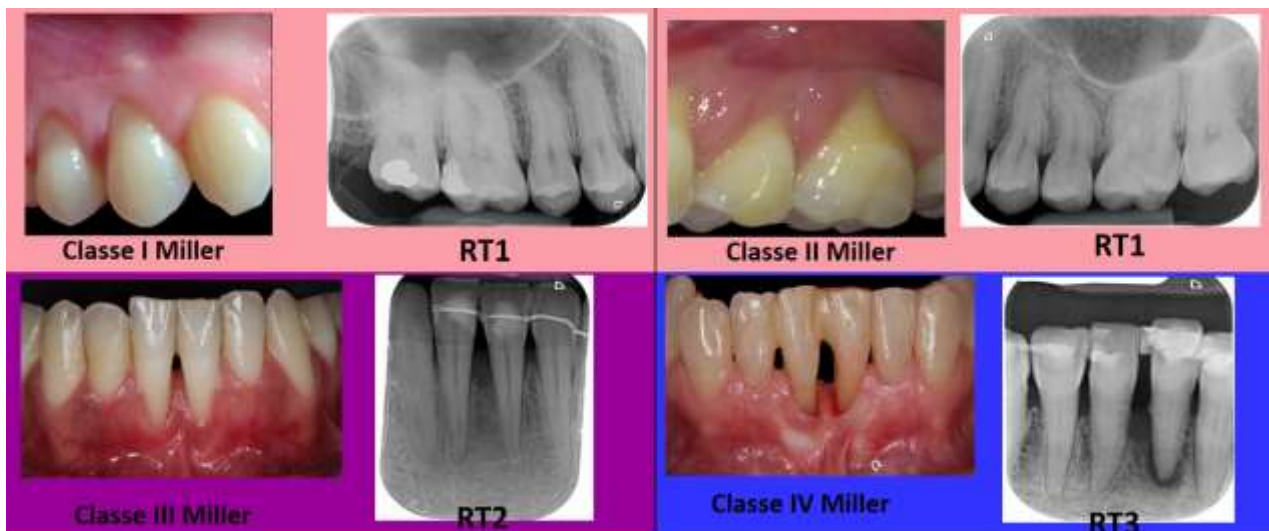 Classe I Miller
RT1
Classe II Miller
RT1
Classe III Miller
RT2
Classe IV Miller
RT3